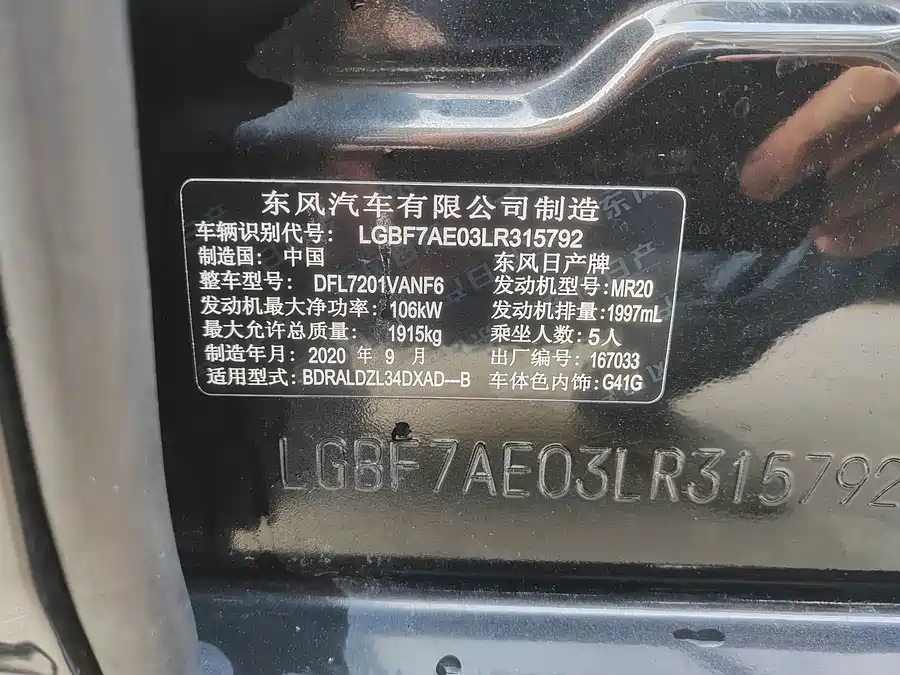 东风汽车有限公司制造
车辆识别代号: LGBF7AE03LR315792
制造国: 中国 东风日产牌
整车型号: DFL7201VANF6 发动机型号:MR20
发动机最大净功率: 106kW 发动机排量:1997mL
最大允许总质量: 1915kg 乘坐人数:5人
制造年月: 2020 年 9 月 出厂编号: 167033
适用型式: BDRALDZL34DXAD---B 车体色内饰:G41G
LGBF7AE03LR315792